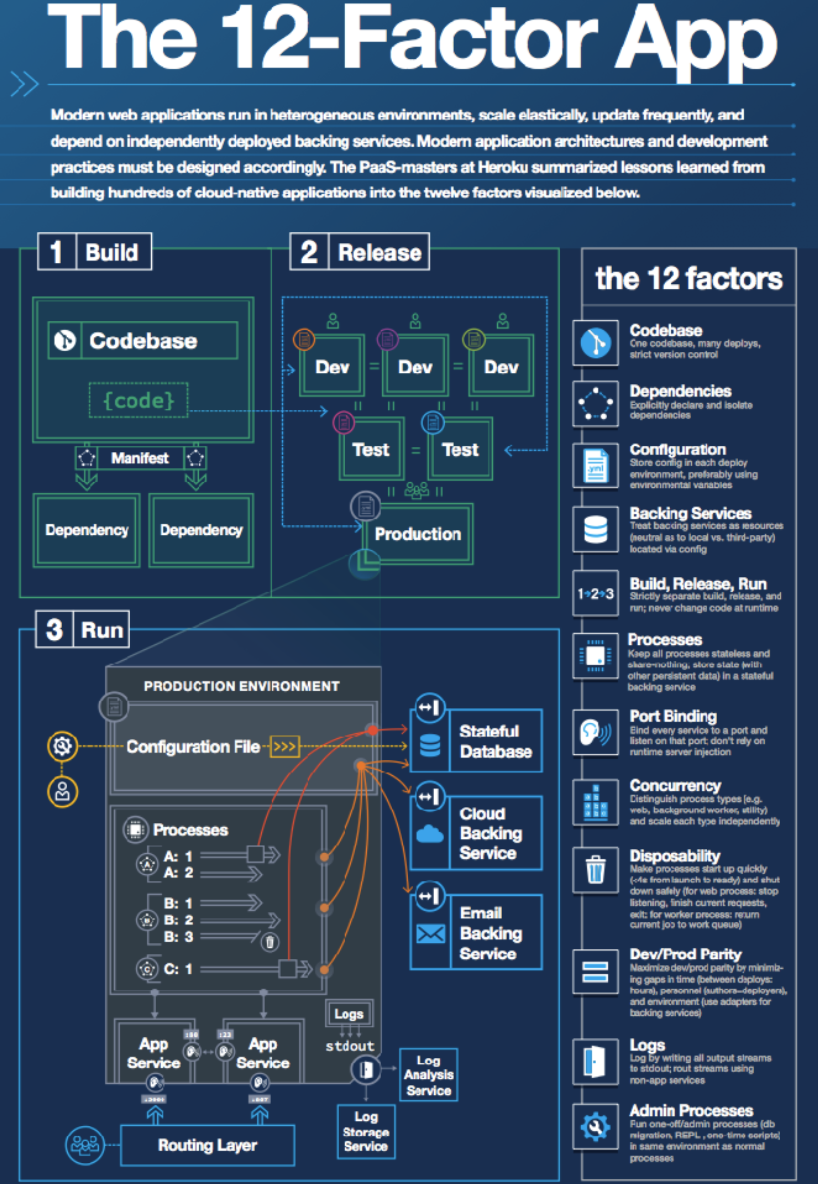 The 12-Factor App
Modern web applications run in heterogeneous environments, scale elastically, update frequently, and
depend on independently deployed backing services. Modern application architectures and development
practices must be designed accordingly. The PaaS-masters at Heroku summarized lessons learned from
building hundreds of cloud-native applications into the twelve factors visualized below.
1 Build
Codebase
{code}
Manifest
Dependency
Dependency
2 Release
Dev = Dev = Dev
Test = Test
Production
3 Run
PRODUCTION ENVIRONMENT
Configuration File >>>
Processes
A: 1
A: 2
B: 1
B: 2
B: 3
C: 1
Stateful
Database
Cloud
Backing
Service
Email
Backing
Service
Logs
stdout
App
Service
App
Service
Log
Analysis
Service
Log
Storage
Service
Routing Layer
the 12 factors
Codebase
One codebase, many deploys,
strict version control
Dependencies
Explicitly declare and isolate
dependecies
Configuration
.yml
Store config in each deploy
environment, preferably using
environmental variables
Backing Services
Treat backing services as resources
(neutral as to local vs. third-party)
located via config
1→2→3
Build, Release, Run
Strictly separate build, release, and
run; never change code at runtime
Processes
Keep all processes stateless and
share-nothing, store state (with
other persistent data) in a stateful
backing service
Port Binding
Bind every service to a port and
listen on that port; don't rely on
runtime server injection
Concurrency
Distinguish process types (e.g.
web, background worker, utility)
and scale each type independently
Disposability
Make processes start up quickly
(<4s from launch to ready) and shut
down safely (for web process: stop
listening, finish current requests,
exit; for worker process: return
current job to work queue)
Dev/Prod Parity
Maximize dev/prod parity by minimiz-
ing gaps in time (between deploys:
hours), personnel (authors=deployers),
and environment (use adapters for
backing services)
Logs
Log by writing all output streams
to stdout; rout streams using
non-app services
Admin Processes
Run one-off/admin processes (db
migration, REPL , one-time scripts)
in same environment as normal
processes